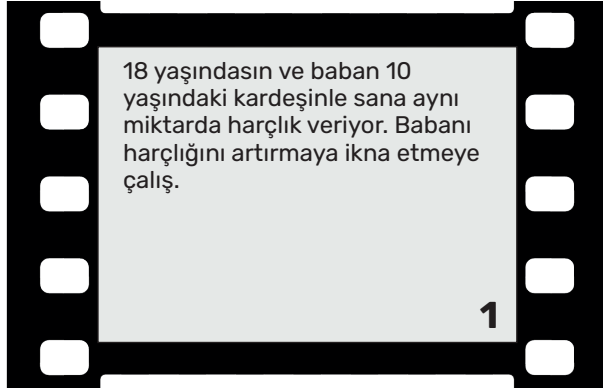 18 yaşındasın ve baban 10
yaşındaki kardeşinle sana aynı
miktarda harçlık veriyor. Babanı
harçlığını artırmaya ikna etmeye
çalış.
1